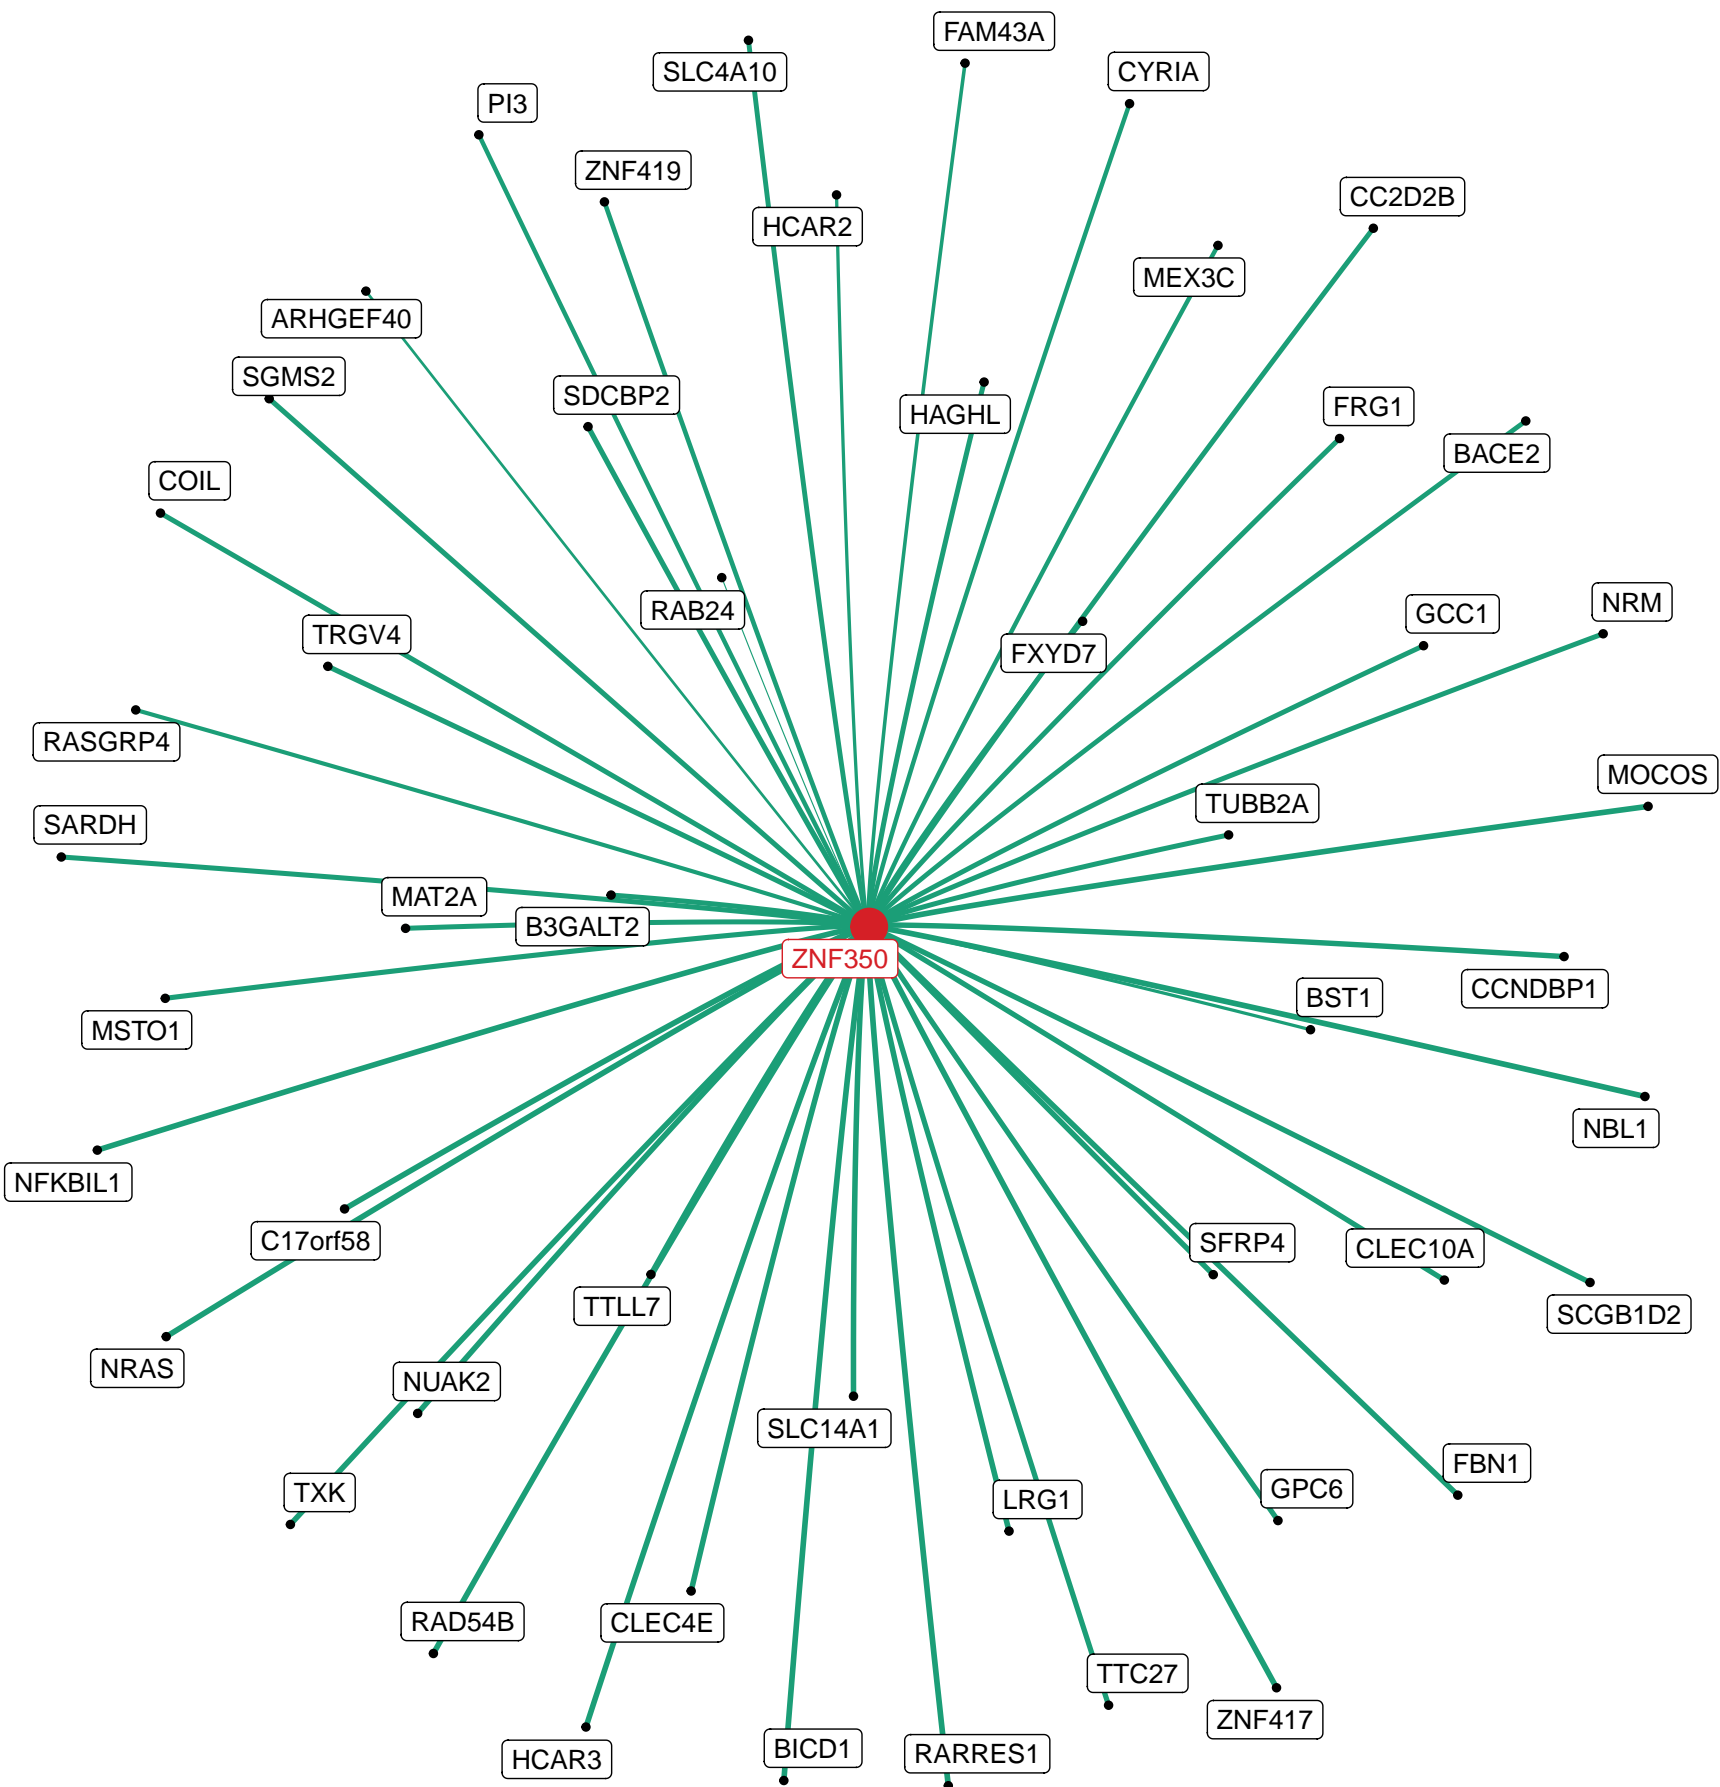 FAM43A
SLC4A10
CYRIA
PI3
ZNF419
CC2D2B
HCAR2
MEX3C
ARHGEF40
SGMS2
SDCBP2
FRG1
HAGHL
BACE2
COIL
NRM
RAB24
GCC1
TRGV4
FXYD7
RASGRP4
MOCOS
TUBB2A
SARDH
MAT2A
B3GALT2
ZNF350
CCNDBP1
BST1
MSTO1
NBL1
NFKBIL1
C17orf58
SFRP4
CLEC10A
TTLL7
SCGB1D2
NRAS
NUAK2
SLC14A1
FBN1
GPC6
TXK
LRG1
RAD54B
CLEC4E
TTC27
ZNF417
BICD1
RARRES1
HCAR3